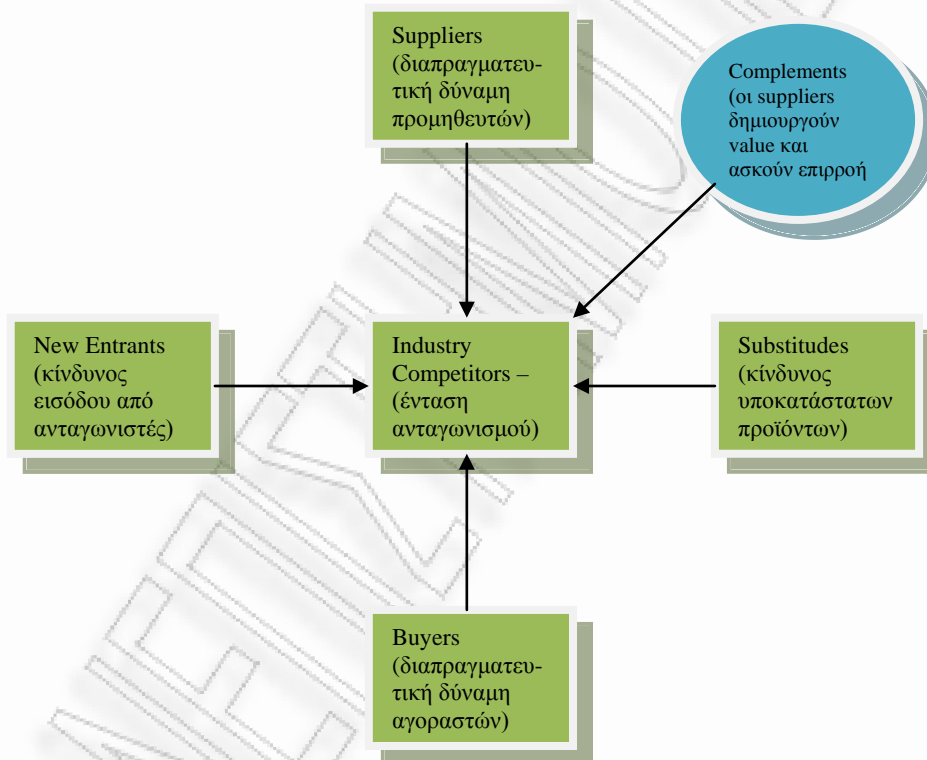 Suppliers
(διαπραγματευ-
τική δύναμη
προμηθευτών)
Complements
(οι suppliers
δημιουργούν
value και
ασκούν επιρροή
New Entrants
(κίνδυνος
εισόδου από
ανταγωνιστές)
Industry
Competitors –
(ένταση
ανταγωνισμού)
Substitudes
(κίνδυνος
υποκατάστατων
προϊόντων)
Buyers
(διαπραγματευ-
τική δύναμη
αγοραστών)